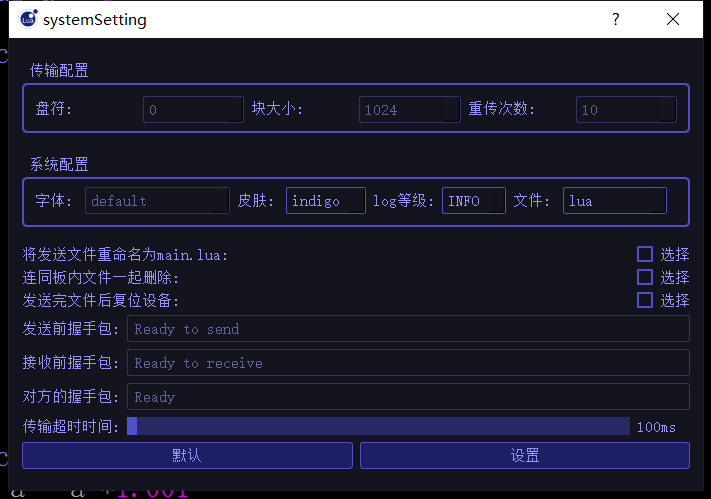 systemSetting ?
传输配置
盘符: 0 块大小: 1024 重传次数: 10
系统配置
字体: default 皮肤: indigo log等级: INFO 文件: lua
将发送文件重命名为main.lua: 选择
连同板内文件一起删除: 选择
发送完文件后复位设备: 选择
发送前握手包: Ready to send
接收前握手包: Ready to receive
对方的握手包: Ready
传输超时时间: 100ms
默认 设置